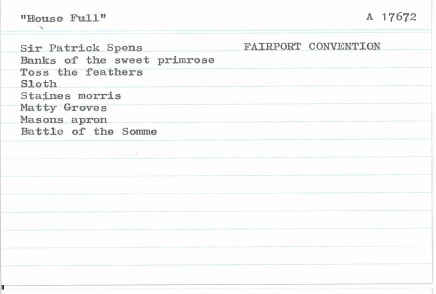 "House Full" A 17672
Sir Patrick Spens FAIRPORT CONVENTION
Banks of the sweet primrose
Toss the feathers
Sloth
Staines morris
Matty Groves
Masons apron
Battle of the Somme